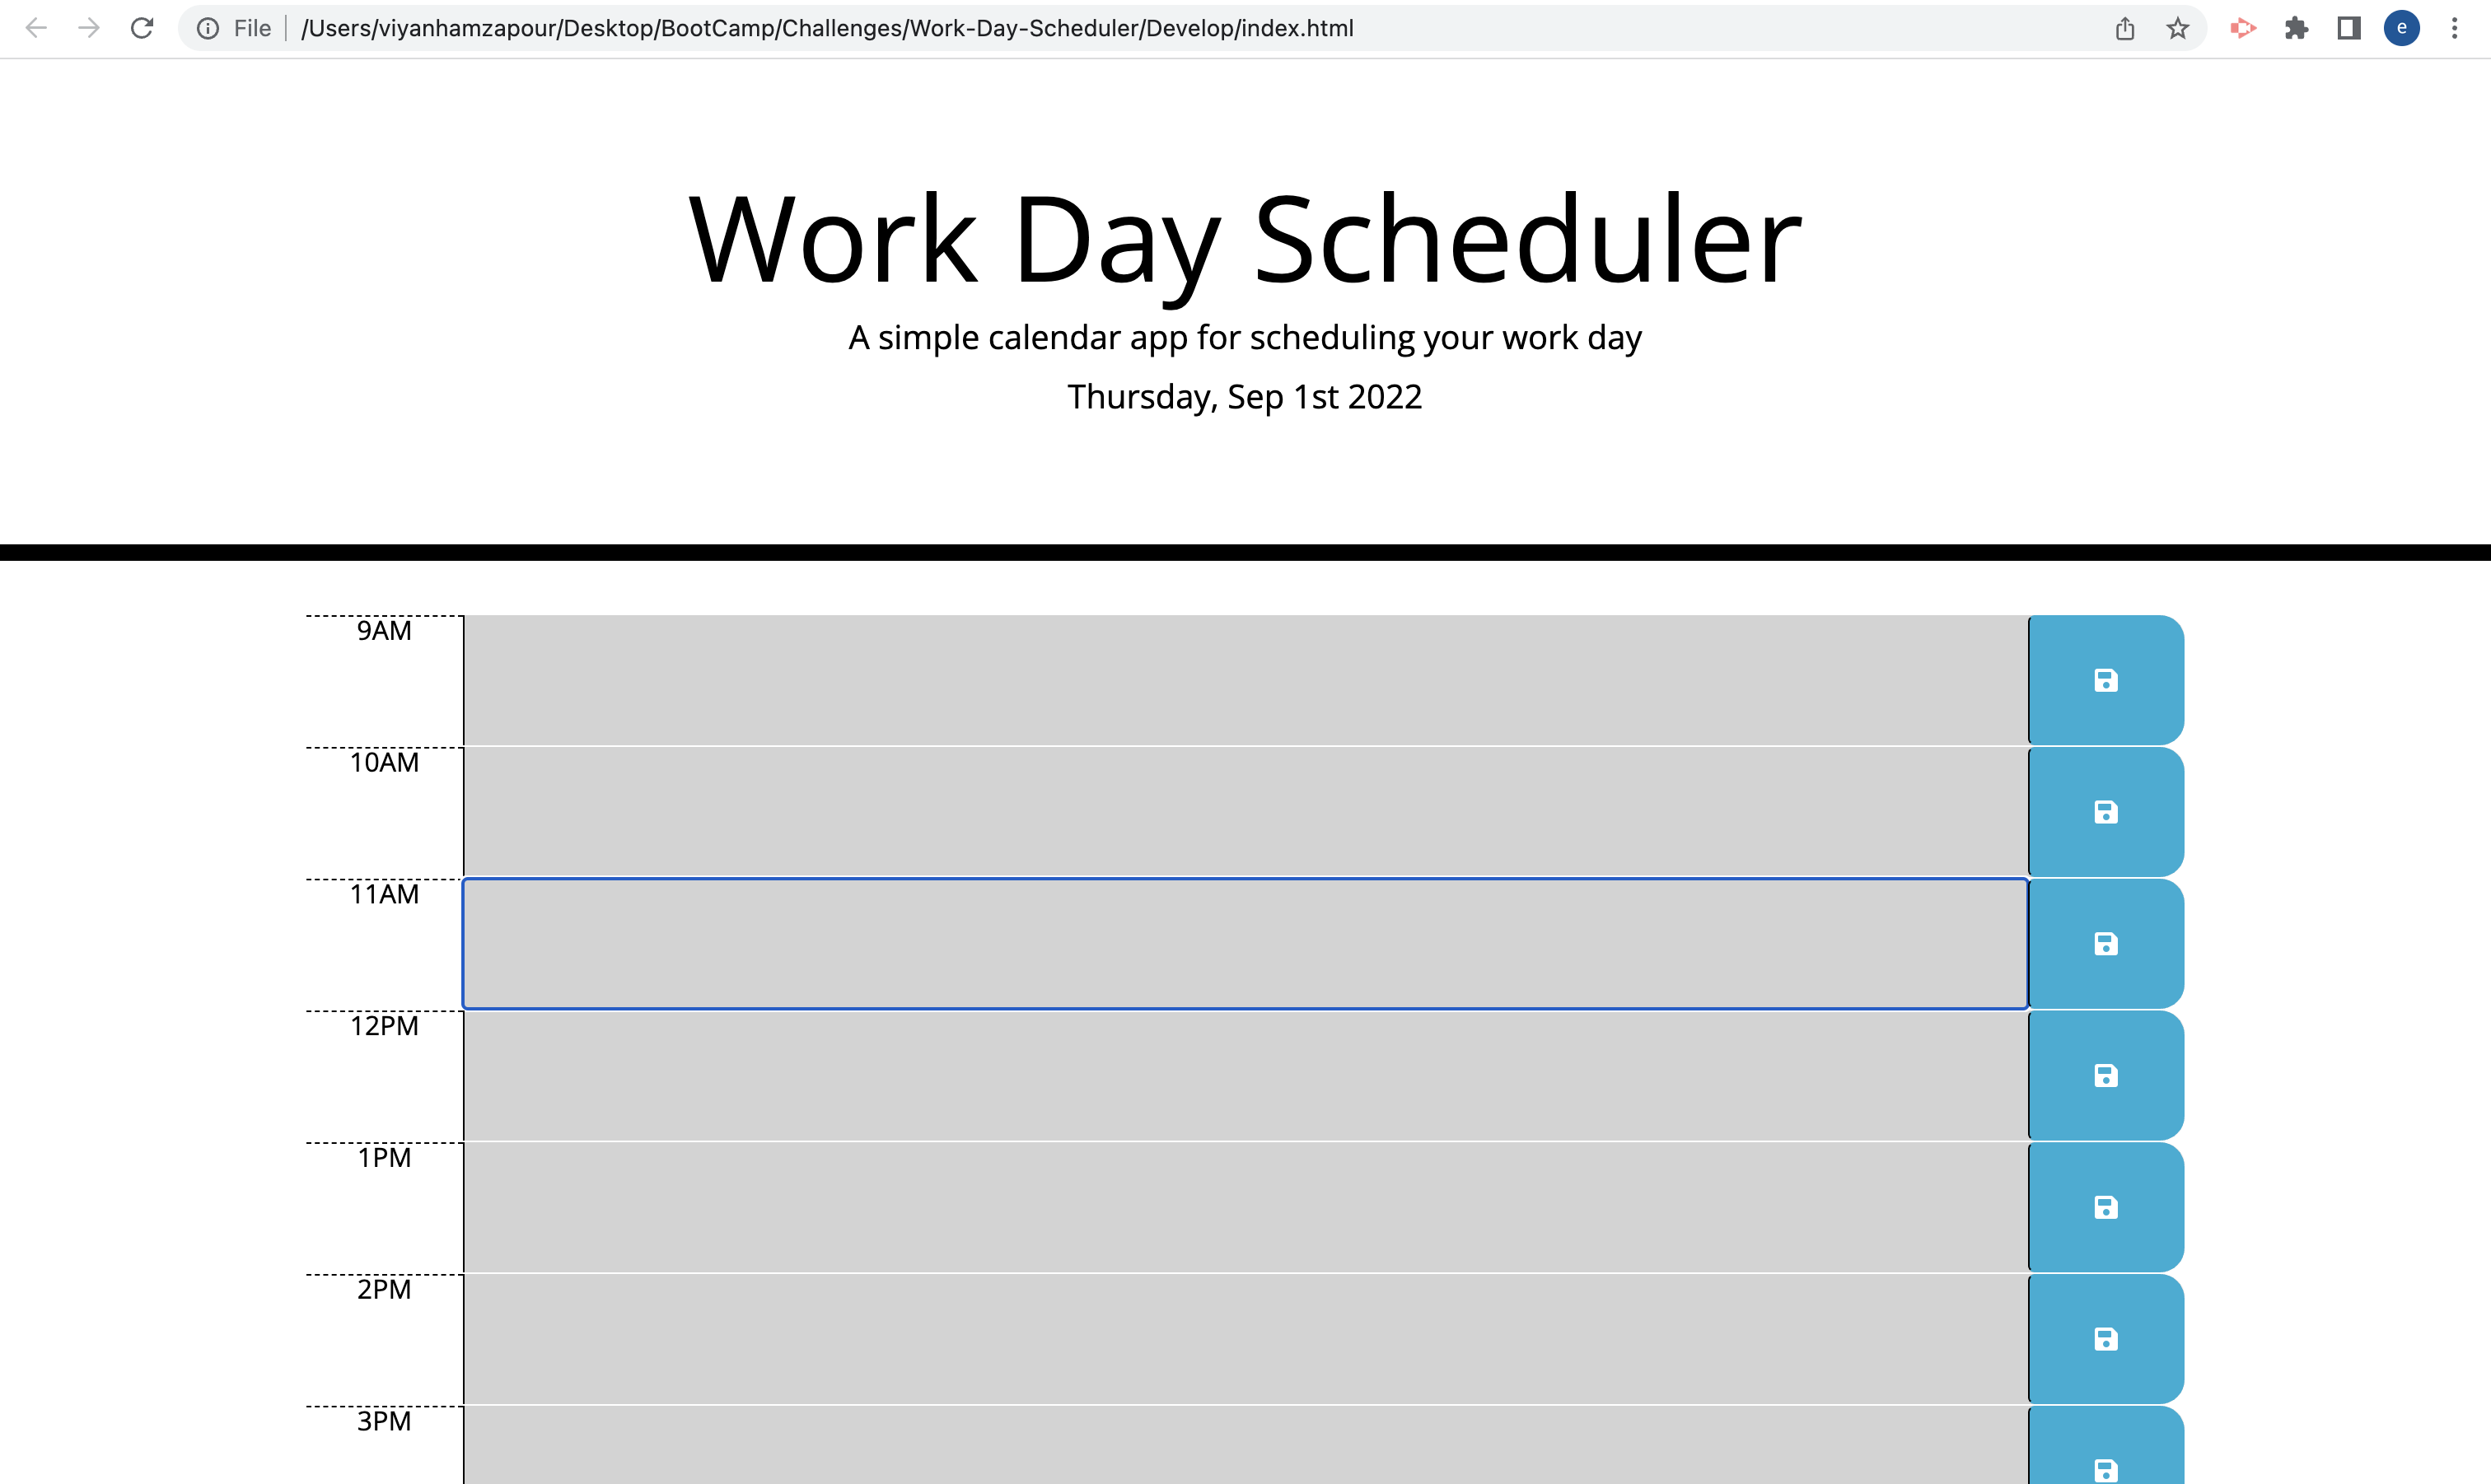 File /Users/viyanhamzapour/Desktop/BootCamp/Challenges/Work-Day-Scheduler/Develop/index.html
e
Work Day Scheduler
A simple calendar app for scheduling your work day
Thursday, Sep 1st 2022
9AM
10AM
11AM
12PM
1PM
2PM
3PM